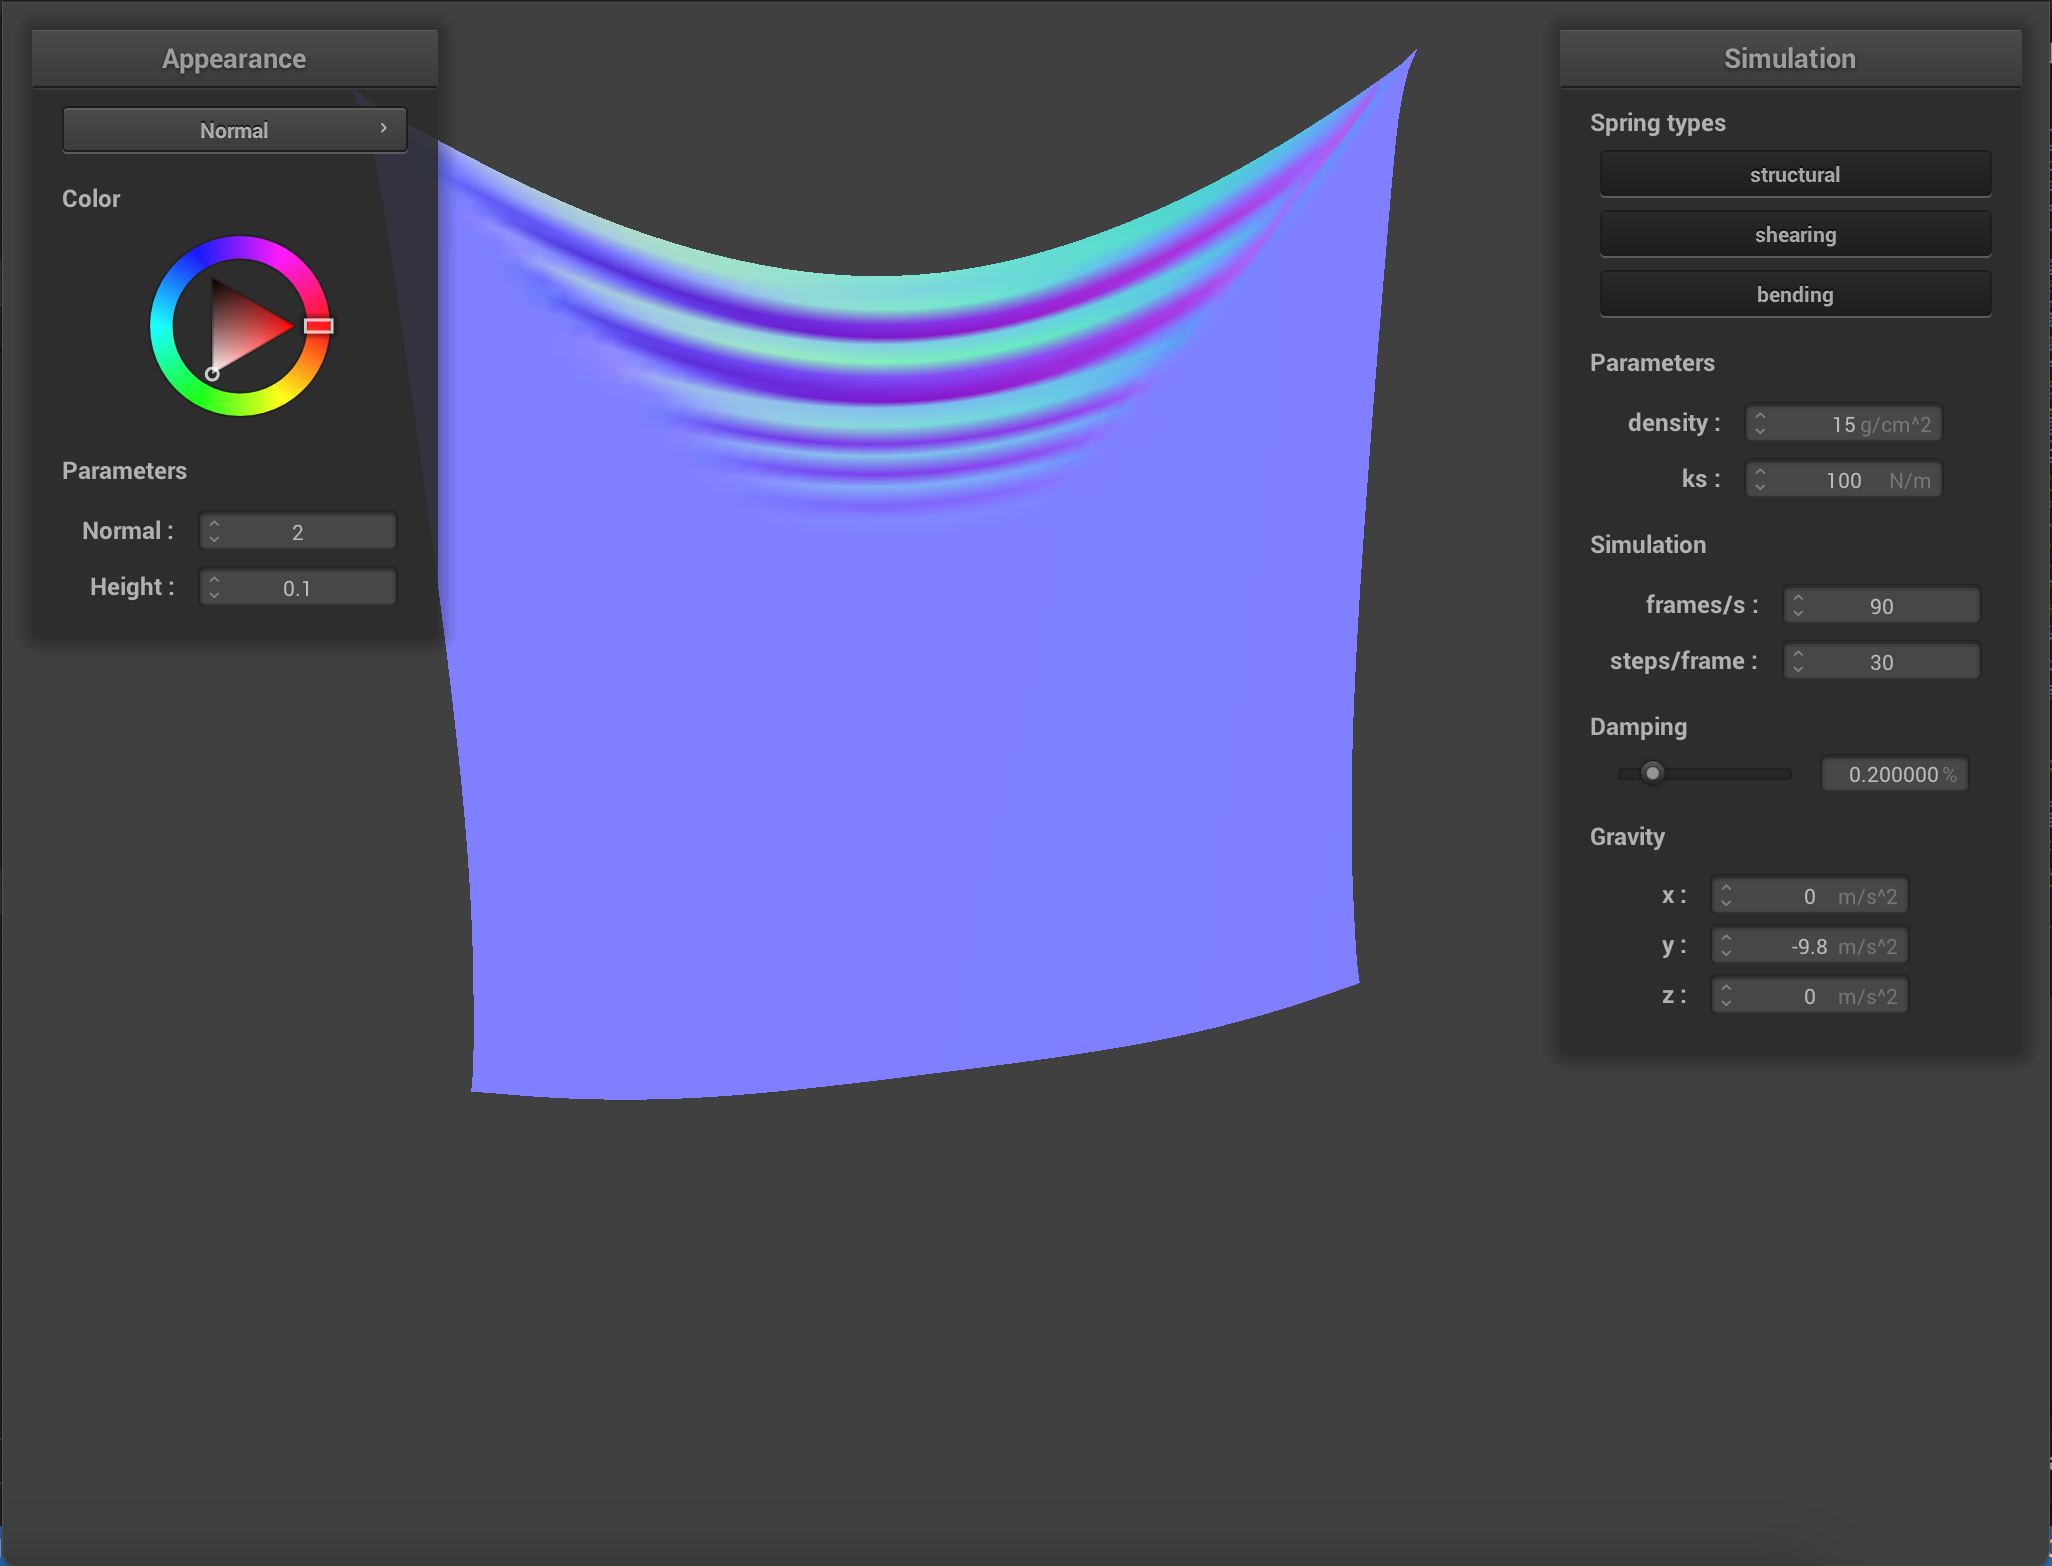 Appearance
Normal
Color
Parameters
Normal : 2
Height : 0.1
Simulation
Spring types
structural
shearing
bending
Parameters
density : 15 g/cm^2
ks : 100 N/m
Simulation
frames/s : 90
steps/frame : 30
Damping
0.200000 %
Gravity
x : 0 m/s^2
y : -9.8 m/s^2
z : 0 m/s^2